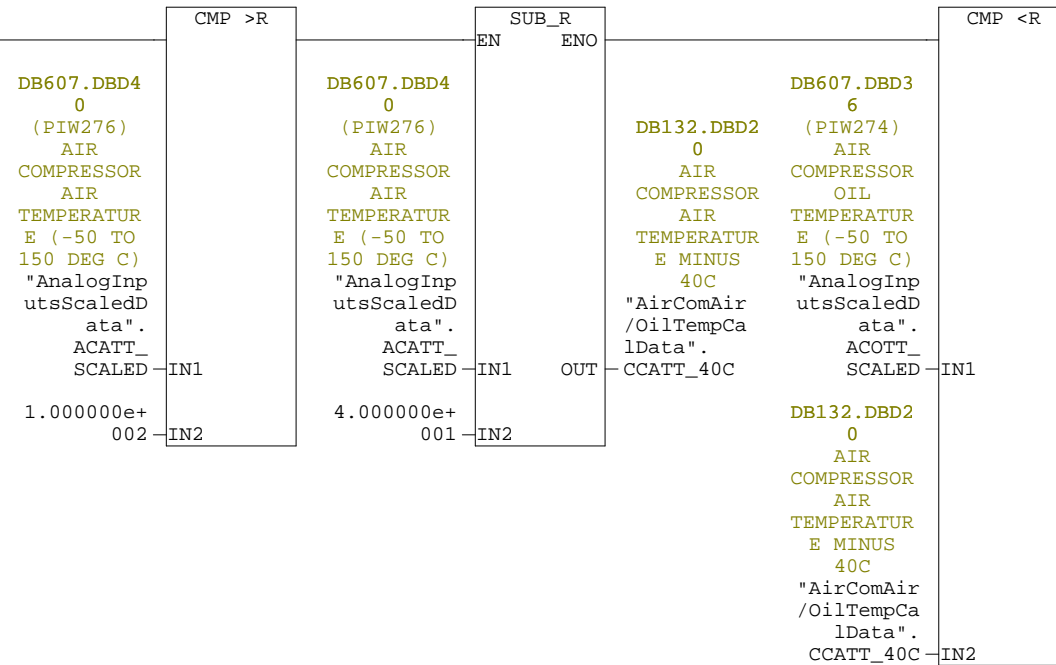 CMP >R
DB607.DBD4
0
(PIW276)
AIR
COMPRESSOR
AIR
TEMPERATUR
E (-50 TO
150 DEG C)
"AnalogInp
utsScaledD
ata".
ACATT_
SCALED
IN1
1.000000e+
002
IN2
SUB_R
EN ENO
DB607.DBD4
0
(PIW276)
AIR
COMPRESSOR
AIR
TEMPERATUR
E (-50 TO
150 DEG C)
"AnalogInp
utsScaledD
ata".
ACATT_
SCALED
IN1
4.000000e+
001
IN2
OUT
DB132.DBD2
0
AIR
COMPRESSOR
AIR
TEMPERATUR
E MINUS
40C
"AirComAir
/OilTempCa
lData".
CCATT_40C
CMP <R
DB607.DBD3
6
(PIW274)
AIR
COMPRESSOR
OIL
TEMPERATUR
E (-50 TO
150 DEG C)
"AnalogInp
utsScaledD
ata".
ACOTT_
SCALED
IN1
DB132.DBD2
0
AIR
COMPRESSOR
AIR
TEMPERATUR
E MINUS
40C
"AirComAir
/OilTempCa
lData".
CCATT_40C
IN2